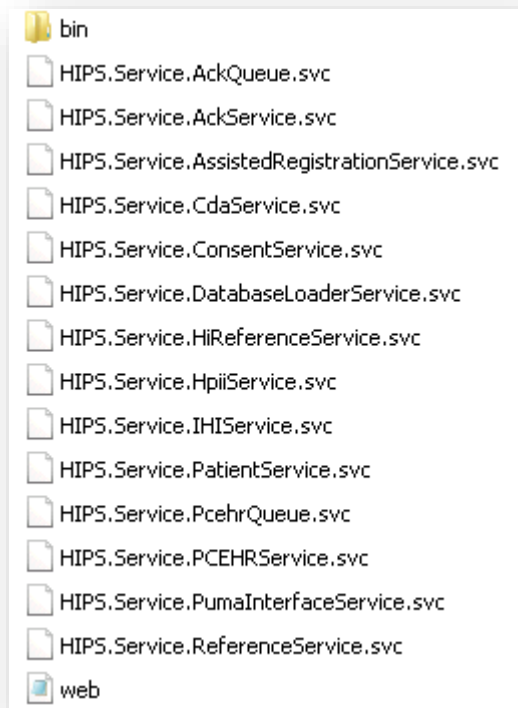 bin
HIPS.Service.AckQueue.svc
HIPS.Service.AckService.svc
HIPS.Service.AssistedRegistrationService.svc
HIPS.Service.CdaService.svc
HIPS.Service.ConsentService.svc
HIPS.Service.DatabaseLoaderService.svc
HIPS.Service.HiReferenceService.svc
HIPS.Service.HpiiService.svc
HIPS.Service.IHIService.svc
HIPS.Service.PatientService.svc
HIPS.Service.PcehrQueue.svc
HIPS.Service.PCEHRService.svc
HIPS.Service.PumaInterfaceService.svc
HIPS.Service.ReferenceService.svc
web